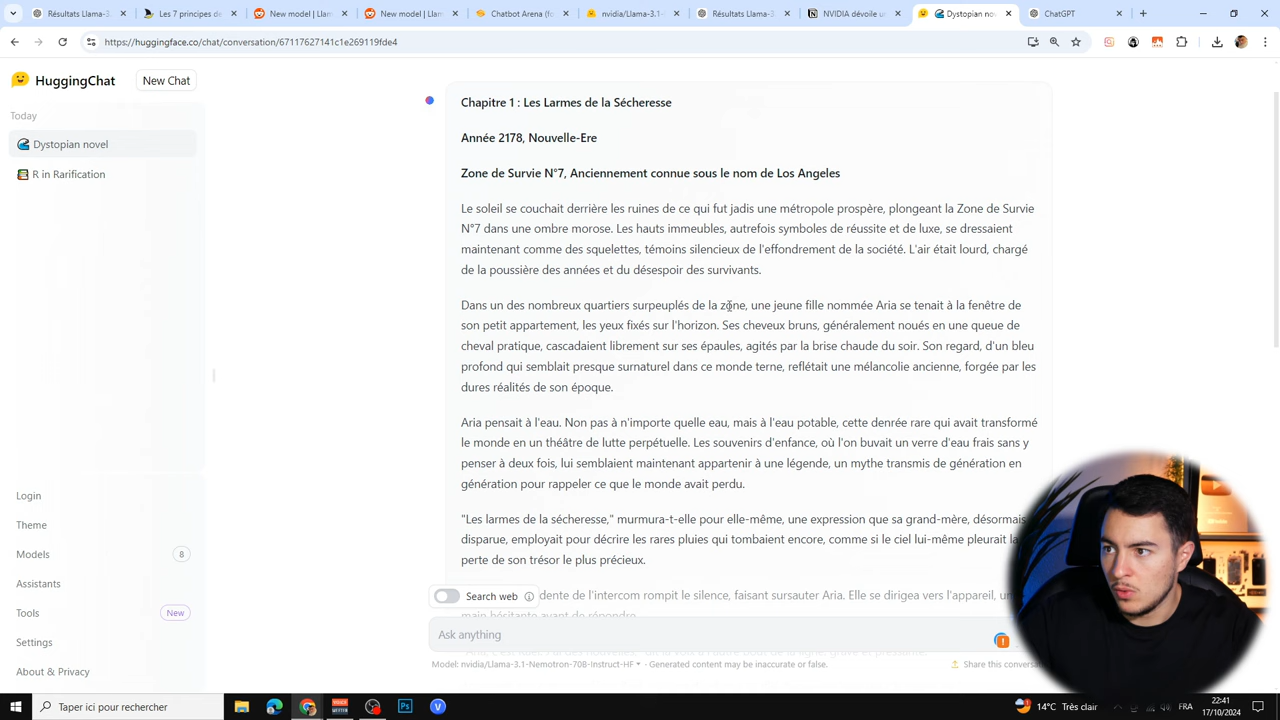 Résultats Llama-3.
Les 7 principes de
New model | Llam
New model | Llam
Chatbot Arena (fo
nvidia/Llama-3.1-
Résultats Llama-3.
NVIDIA dévoile un
Dystopian nov
ChatGPT
https://huggingface.co/chat/conversation/67117627141c1e269119fde4
HuggingChat
New Chat
Today
Dystopian novel
R in Rarification
Login
Theme
Models
8
Assistants
Tools
New
Settings
About & Privacy
Chapitre 1 : Les Larmes de la Sécheresse
Année 2178, Nouvelle-Ere
Zone de Survie N°7, Anciennement connue sous le nom de Los Angeles
Le soleil se couchait derrière les ruines de ce qui fut jadis une métropole prospère, plongeant la Zone de Survie
N°7 dans une ombre morose. Les hauts immeubles, autrefois symboles de réussite et de luxe, se dressaient
maintenant comme des squelettes, témoins silencieux de l'effondrement de la société. L'air était lourd, chargé
de la poussière des années et du désespoir des survivants.
Dans un des nombreux quartiers surpeuplés de la zone, une jeune fille nommée Aria se tenait à la fenêtre de
son petit appartement, les yeux fixés sur l'horizon. Ses cheveux bruns, généralement noués en une queue de
cheval pratique, cascadaient librement sur ses épaules, agités par la brise chaude du soir. Son regard, d'un bleu
profond qui semblait presque surnaturel dans ce monde terne, reflétait une mélancolie ancienne, forgée par les
dures réalités de son époque.
Aria pensait à l'eau. Non pas à n'importe quelle eau, mais à l'eau potable, cette denrée rare qui avait transformé
le monde en un théâtre de lutte perpétuelle. Les souvenirs d'enfance, où l'on buvait un verre d'eau frais sans y
penser à deux fois, lui semblaient maintenant appartenir à une légende, un mythe transmis de génération en
génération pour rappeler ce que le monde avait perdu.
"Les larmes de la sécheresse," murmura-t-elle pour elle-même, une expression que sa grand-mère, désormais
disparue, employait pour décrire les rares pluies qui tombaient encore, comme si le ciel lui-même pleurait la
perte de son trésor le plus précieux.
dente de l'intercom rompit le silence, faisant sursauter Aria. Elle se dirigea vers l'appareil, un
main hésitante avant de répondre.
Search web
Ask anything
Model: nvidia/Llama-3.1-Nemotron-70B-Instruct-HF · Generated content may be inaccurate or false.
Share this conversa
Taper ici pour rechercher
14°C Très clair
FRA
22:41
17/10/2024